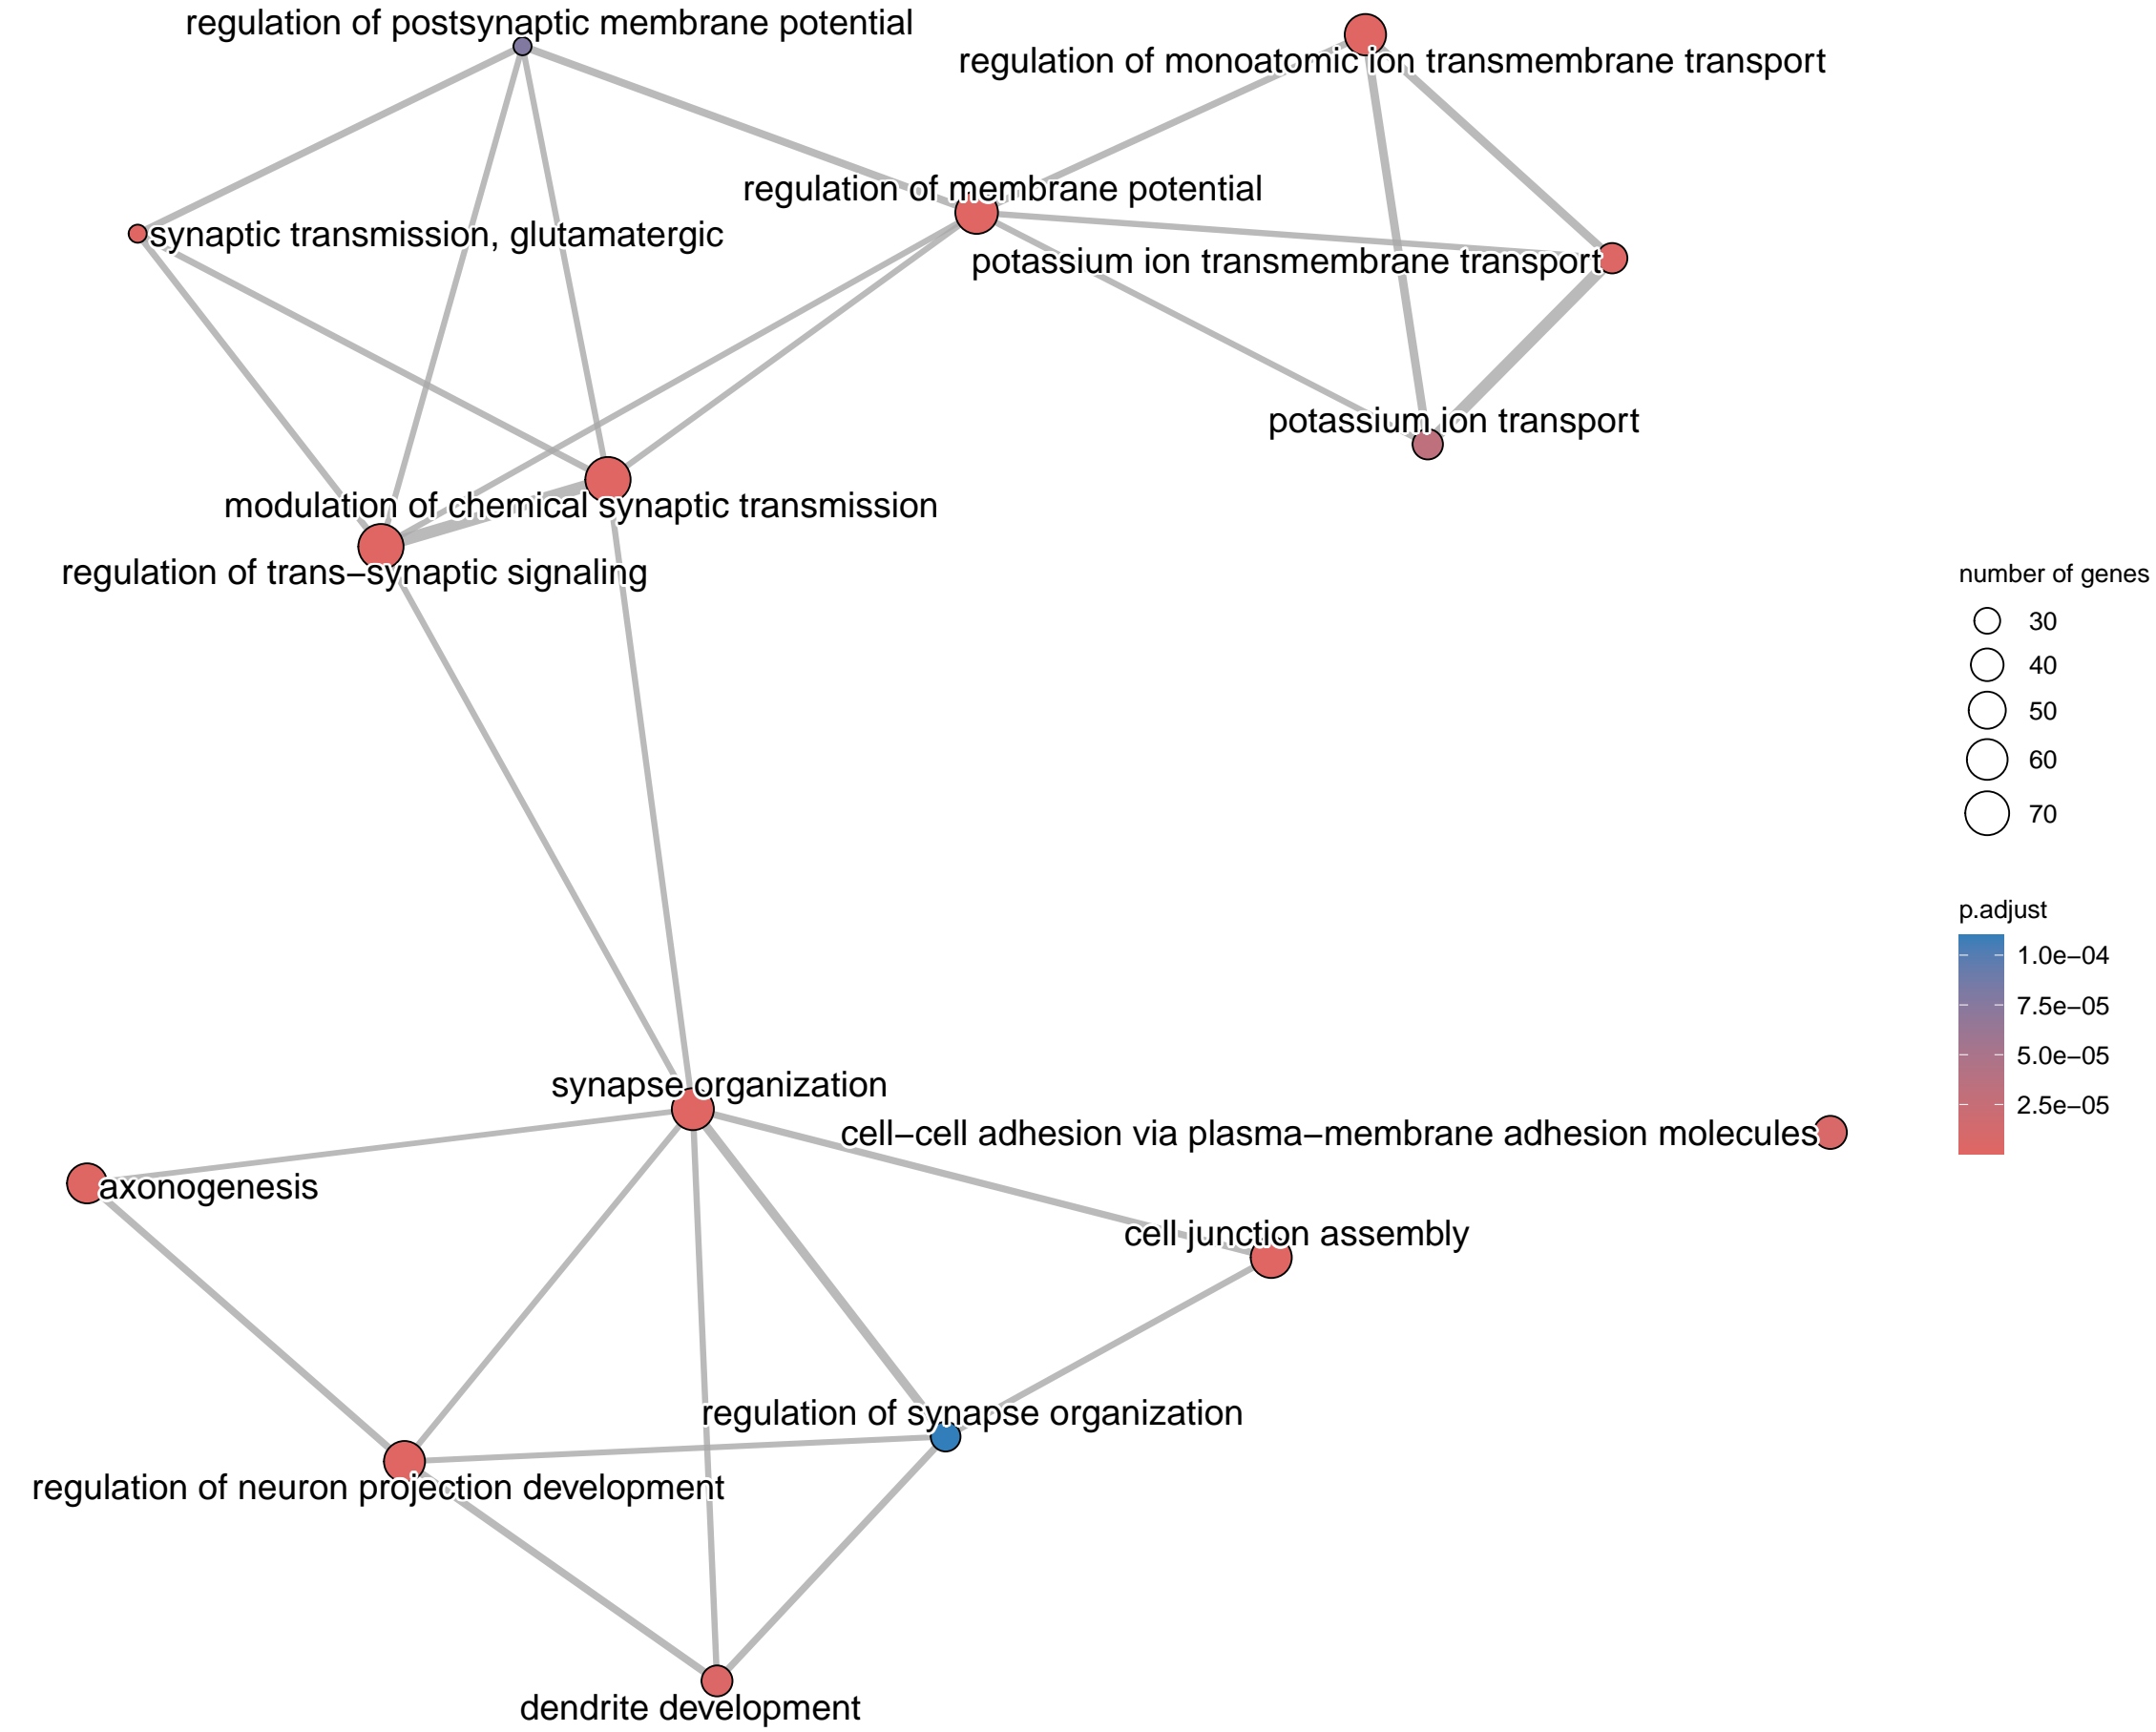 regulation of postsynaptic membrane potential
regulation of monoatomic ion transmembrane transport
regulation of membrane potential
synaptic transmission, glutamatergic
potassium ion transmembrane transport
potassium ion transport
modulation of chemical synaptic transmission
regulation of trans−synaptic signaling
number of genes
30
40
50
60
70
p.adjust
1.0e−04
7.5e−05
5.0e−05
2.5e−05
synapse organization
cell−cell adhesion via plasma−membrane adhesion molecules
axonogenesis
cell junction assembly
regulation of synapse organization
regulation of neuron projection development
dendrite development